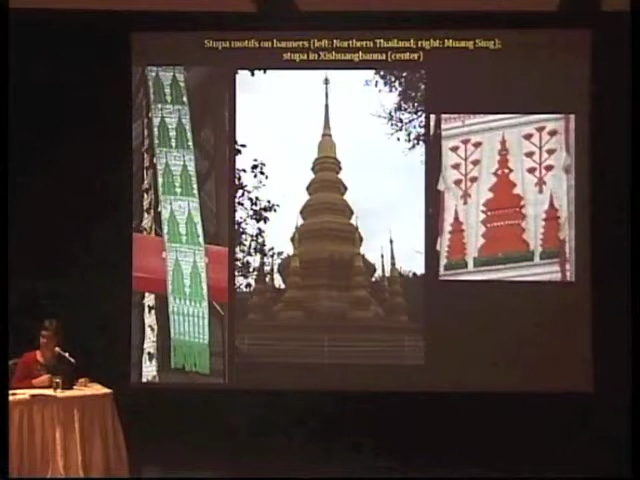 Stupa motifs on banners (left: Northern Thailand; right: Muang Sing);
stupa in Xishuangbanna (center)